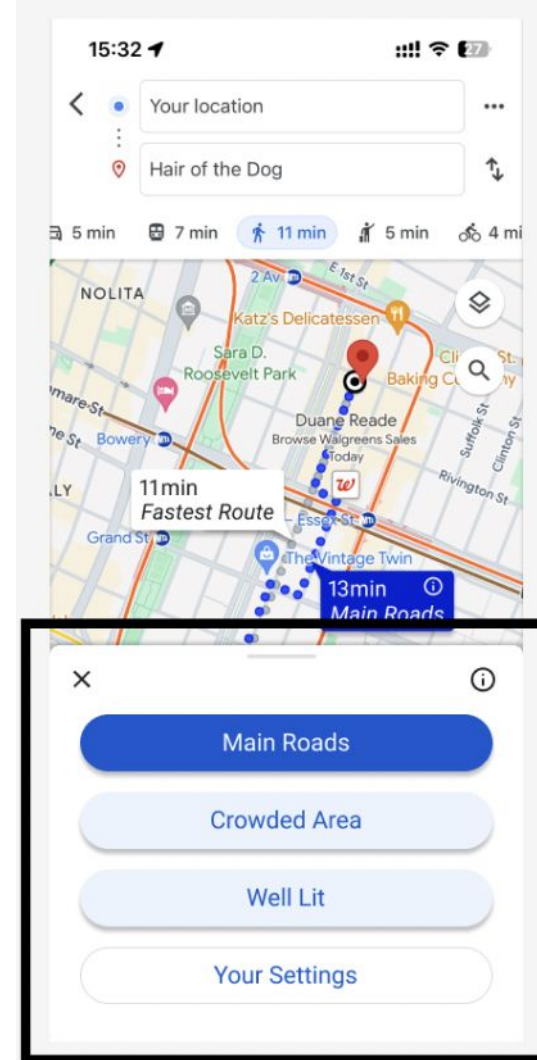 15:32
27
Your location
Hair of the Dog
5 min
7 min
11 min
5 min
4 mi
2 Av
E 1st St
NOLITA
Katz's Delicatessen
Sara D.
Roosevelt Park
Baking
Duane Reade
Browse Walgreens Sales
Today
Suffolk St
Clinton St
Bowery
Rivington St
11min
Fastest Route
Essex St
Grand St
The Vintage Twin
13min
Main Roads
Main Roads
Crowded Area
Well Lit
Your Settings